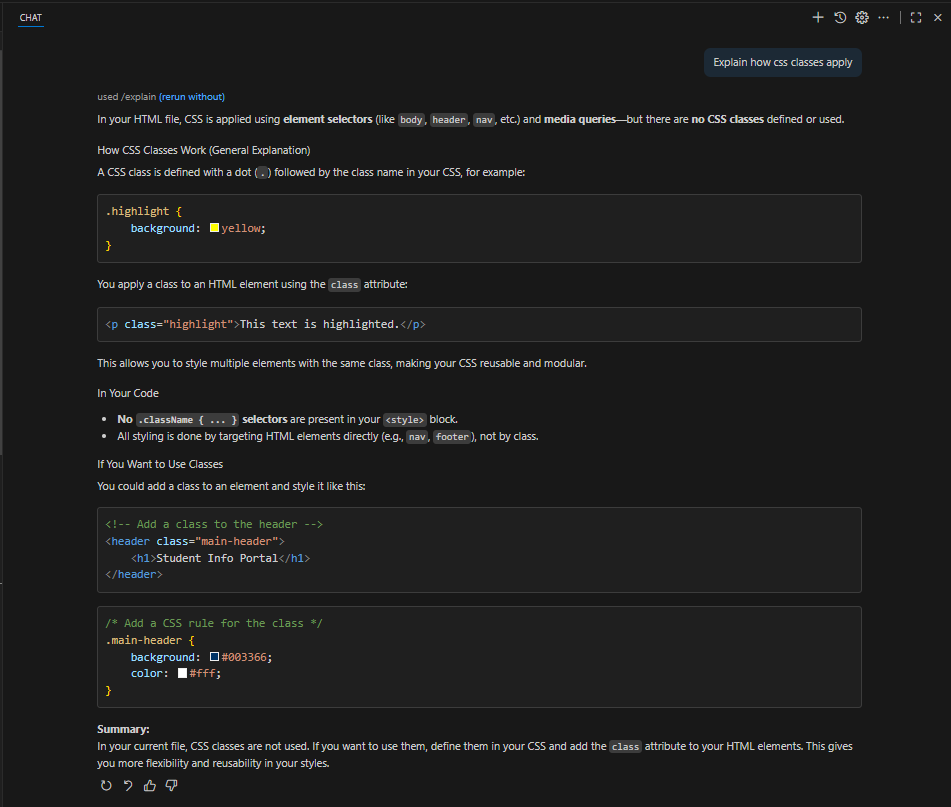 CHAT
Explain how css classes apply
used /explain (rerun without)
In your HTML file, CSS is applied using element selectors (like body, header, nav, etc.) and media queries—but there are no CSS classes defined or used.
How CSS Classes Work (General Explanation)
A CSS class is defined with a dot (.) followed by the class name in your CSS, for example:
.highlight {
    background: yellow;
}
You apply a class to an HTML element using the class attribute:
<p class="highlight">This text is highlighted.</p>
This allows you to style multiple elements with the same class, making your CSS reusable and modular.
In Your Code
• No .className { ... } selectors are present in your <style> block.
• All styling is done by targeting HTML elements directly (e.g., nav, footer), not by class.
If You Want to Use Classes
You could add a class to an element and style it like this:
<!-- Add a class to the header -->
<header class="main-header">
    <h1>Student Info Portal</h1>
</header>
/* Add a CSS rule for the class */
.main-header {
    background: #003366;
    color: #fff;
}
Summary:
In your current file, CSS classes are not used. If you want to use them, define them in your CSS and add the class attribute to your HTML elements. This gives
you more flexibility and reusability in your styles.